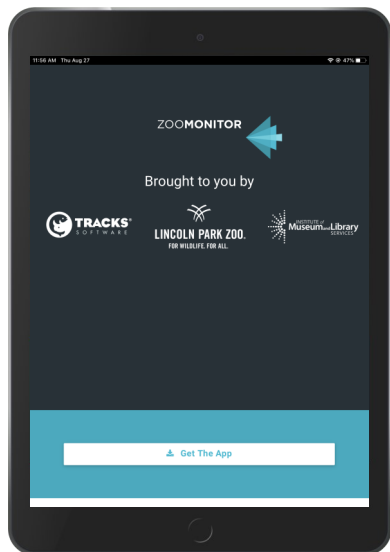 11:56 AM Thu Aug 27
47%
ZOOMONITOR
Brought to you by
TRACKS®
SOFTWARE
LINCOLN PARK ZOO.
FOR WILDLIFE. FOR ALL.
INSTITUTE of
Museum and Library
SERVICES
Get The App